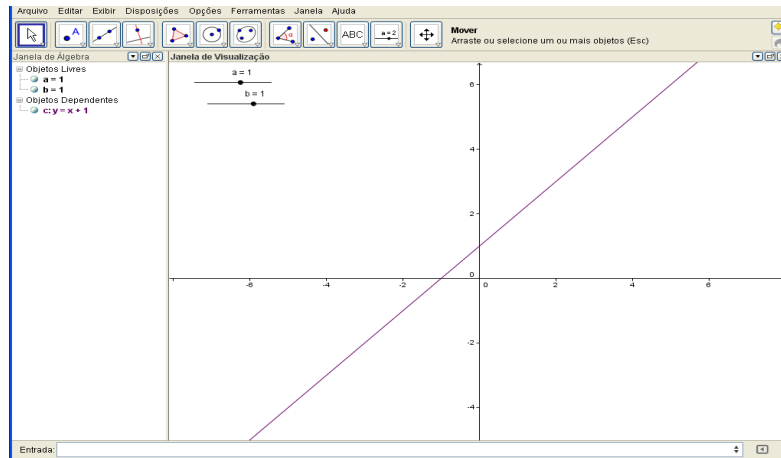 Arquivo Editar Exibir Disposições Opções Ferramentas Janela Ajuda
A
α
ABC
a=2
Mover
Arraste ou selecione um ou mais objetos (Esc)
Janela de Álgebra
Objetos Livres
a = 1
b = 1
Objetos Dependentes
c: y = x + 1
Janela de Visualização
a = 1
b = 1
6
4
2
0
-6 -4 -2 0 2 4 6
-2
-4
Entrada: